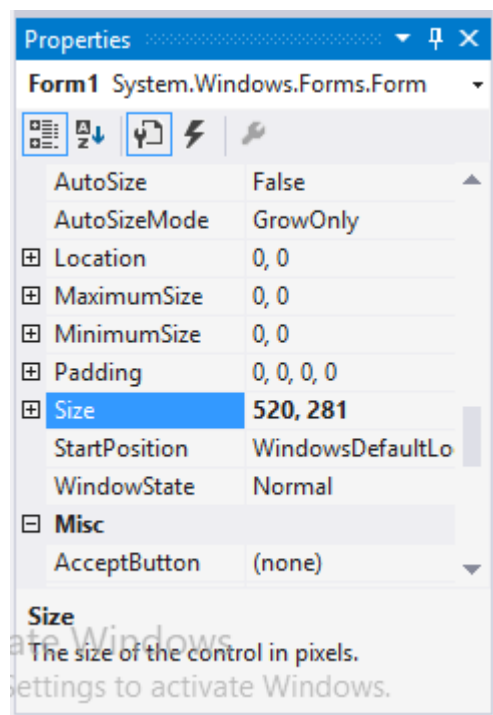 Properties
Form1 System.Windows.Forms.Form
AutoSize False
AutoSizeMode GrowOnly
Location 0, 0
MaximumSize 0, 0
MinimumSize 0, 0
Padding 0, 0, 0, 0
Size 520, 281
StartPosition WindowsDefaultLo
WindowState Normal
Misc
AcceptButton (none)
Size
ate Windows
The size of the control in pixels.
Settings to activate Windows.